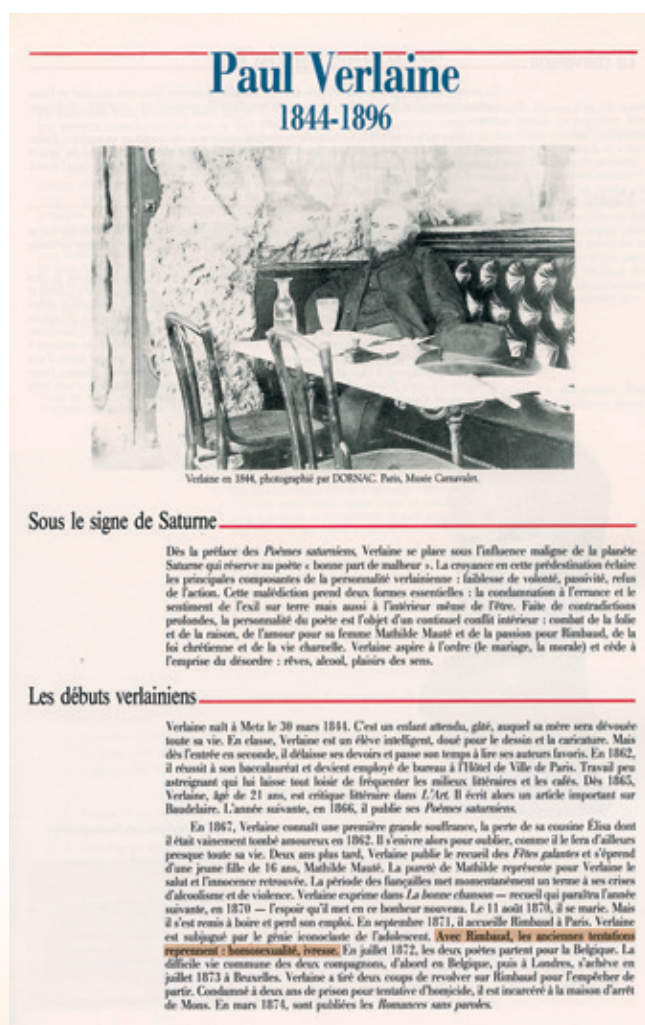 Paul Verlaine
1844-1896
Verlaine en 1844, photographié par DORNAC. Paris, Musée Carnavalet.
Sous le signe de Saturne
Dès la préface des Poèmes saturniens, Verlaine se place sous l'influence maligne de la planète
Saturne qui réserve au poète « bonne part de malheur ». La croyance en cette prédestination éclaire
les principales composantes de la personnalité verlainienne : faiblesse de volonté, passivité, refus
de l'action. Cette malédiction prend deux formes essentielles : la condamnation à l'errance et le
sentiment de l'exil sur terre mais aussi à l'intérieur même de l'être. Faite de contradictions
profondes, la personnalité du poète est l'objet d'un continuel conflit intérieur : combat de la folie
et de la raison, de l'amour pour sa femme Mathilde Mauté et de la passion pour Rimbaud, de la
foi chrétienne et de la vie charnelle. Verlaine aspire à l'ordre (le mariage, la morale) et cède à
l'emprise du désordre : rêves, alcool, plaisirs des sens.
Les débuts verlainiens
Verlaine naît à Metz le 30 mars 1844. C'est un enfant attendu, gâté, auquel sa mère sera dévouée
toute sa vie. En classe, Verlaine est un élève intelligent, doué pour le dessin et la caricature. Mais
dès l'entrée en seconde, il délaisse ses devoirs et passe son temps à lire ses auteurs favoris. En 1862,
il réussit à son baccalauréat et devient employé de bureau à l'Hôtel de Ville de Paris. Travail peu
astreignant qui lui laisse tout loisir de fréquenter les milieux littéraires et les cafés. Dès 1865,
Verlaine, âgé de 21 ans, est critique littéraire dans L'Art. Il écrit alors un article important sur
Baudelaire. L'année suivante, en 1866, il publie ses Poèmes saturniens.
En 1867, Verlaine connaît une première grande souffrance, la perte de sa cousine Élisa dont
il était vainement tombé amoureux en 1862. Il s'enivre alors pour oublier, comme il le fera d'ailleurs
presque toute sa vie. Deux ans plus tard, Verlaine publie le recueil des Fêtes galantes et s'éprend
d'une jeune fille de 16 ans, Mathilde Mauté. La pureté de Mathilde représente pour Verlaine le
salut et l'innocence retrouvée. La période des fiançailles met momentanément un terme à ses crises
d'alcoolisme et de violence. Verlaine exprime dans La bonne chanson — recueil qui paraîtra l'année
suivante, en 1870 — l'espoir qu'il met en ce bonheur nouveau. Le 11 août 1870, il se marie. Mais
il s'est remis à boire et perd son emploi. En septembre 1871, il accueille Rimbaud à Paris. Verlaine
est subjugué par le génie iconoclaste de l'adolescent. Avec Rimbaud, les anciennes tentations
reprennent : homosexualité, ivresse. En juillet 1872, les deux poètes partent pour la Belgique. La
difficile vie commune des deux compagnons, d'abord en Belgique, puis à Londres, s'achève en
juillet 1873 à Bruxelles. Verlaine a tiré deux coups de revolver sur Rimbaud pour l'empêcher de
partir. Condamné à deux ans de prison pour tentative d'homicide, il est incarcéré à la maison d'arrêt
de Mons. En mars 1874, sont publiées les Romances sans paroles.